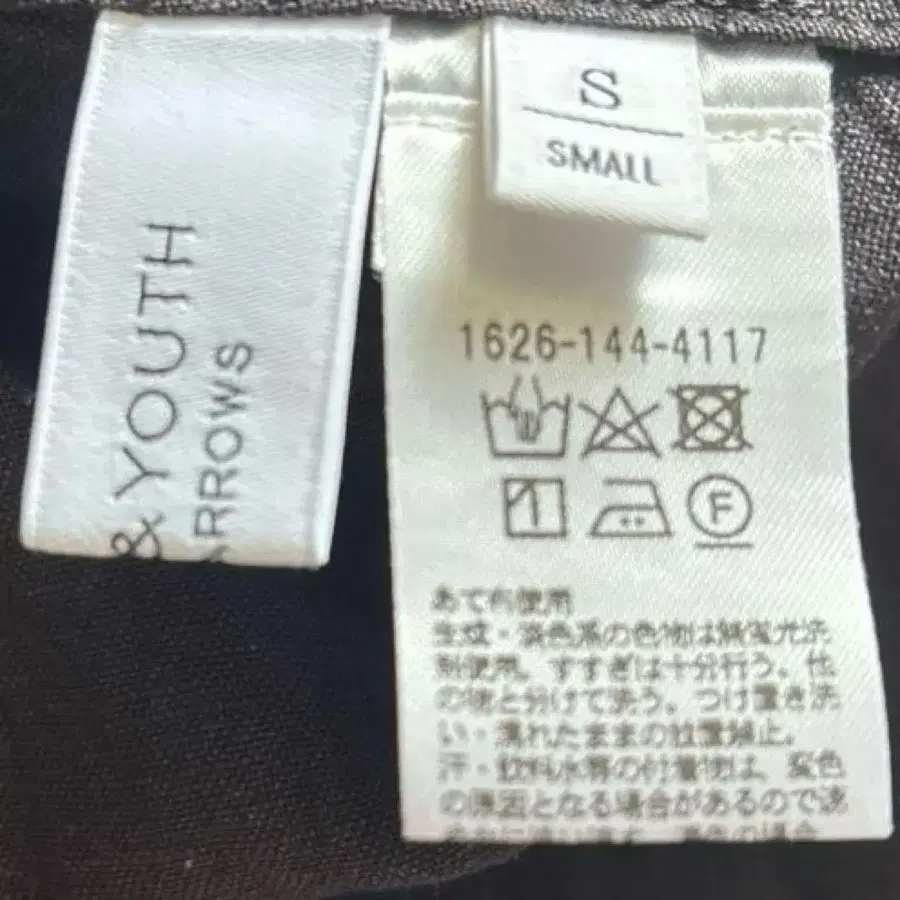 & YOUTH
RROWS
S
SMALL
1626-144-4117
F
あて布使用
生成・淡色系の色物は無蛍光洗
剤使用。すすぎは十分行う。他
の物と分けて洗う。つけ置き洗
い・濡れたままの放置禁止。
汗・飲料水等の付着物は、変色
の原因となる場合があるので速